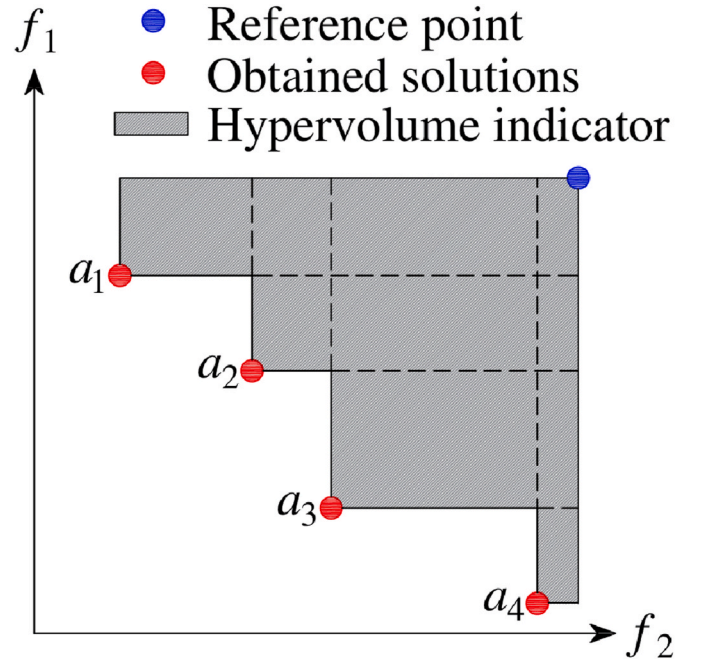 f1
Reference point
Obtained solutions
Hypervolume indicator
a1
a2
a3
a4
f2